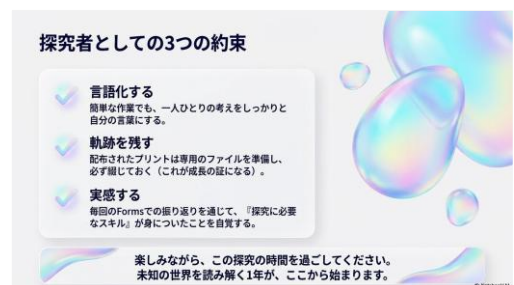 探究者としての3つの約束
言語化する
簡単な作業でも、一人ひとりの考えをしっかりと
自分の言葉にする。
軌跡を残す
配布されたプリントは専用のファイルを準備し、
必ず綴じておく（これが成長の証になる）。
実感する
毎回のFormsでの振り返りを通じて、『探究に必要
なスキル』が身についたことを自覚する。
楽しみながら、この探究の時間を過ごしてください。
未知の世界を読み解く1年が、ここから始まります。